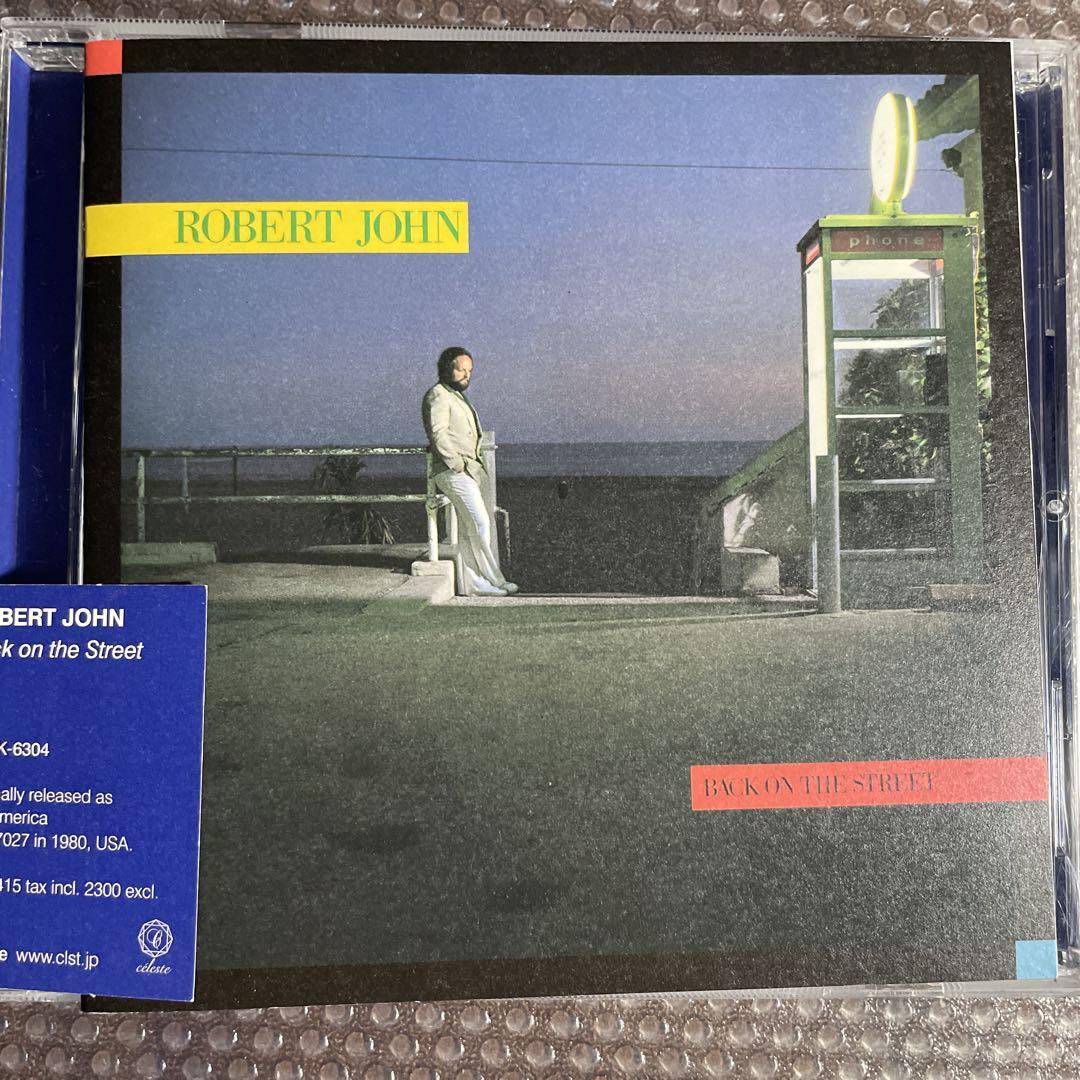 ROBERT JOHN
phone
BACK ON THE STREET
BERT JOHN
ck on the Street
K-6304
ally released as
merica
7027 in 1980, USA.
415 tax incl. 2300 excl.
e www.clst.jp
céleste